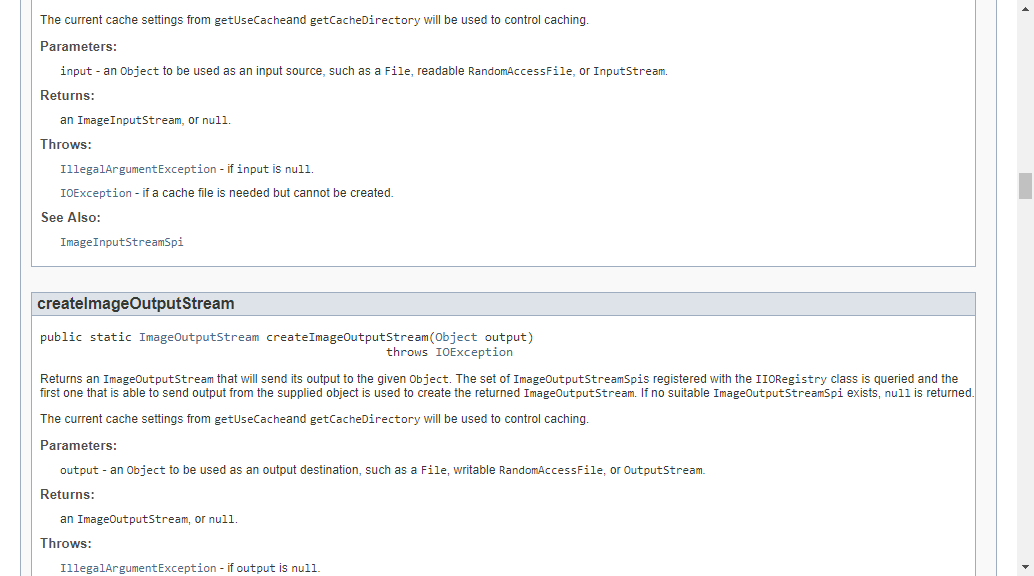 The current cache settings from getUseCacheand getCacheDirectory will be used to control caching.
Parameters:
input - an Object to be used as an input source, such as a File, readable RandomAccessFile, or InputStream.
Returns:
an ImageInputStream, or null.
Throws:
IllegalArgumentException - if input is null.
IOException - if a cache file is needed but cannot be created.
See Also:
ImageInputStreamSpi
createImageOutputStream
public static ImageOutputStream createImageOutputStream(Object output)
throws IOException
Returns an ImageOutputStream that will send its output to the given Object. The set of ImageOutputStreamSpis registered with the IIORegistry class is queried and the
first one that is able to send output from the supplied object is used to create the returned ImageOutputStream. If no suitable ImageOutputStreamSpi exists, null is returned.
The current cache settings from getUseCacheand getCacheDirectory will be used to control caching.
Parameters:
output - an Object to be used as an output destination, such as a File, writable RandomAccessFile, or OutputStream.
Returns:
an ImageOutputStream, or null.
Throws:
IllegalArgumentException - if output is null.